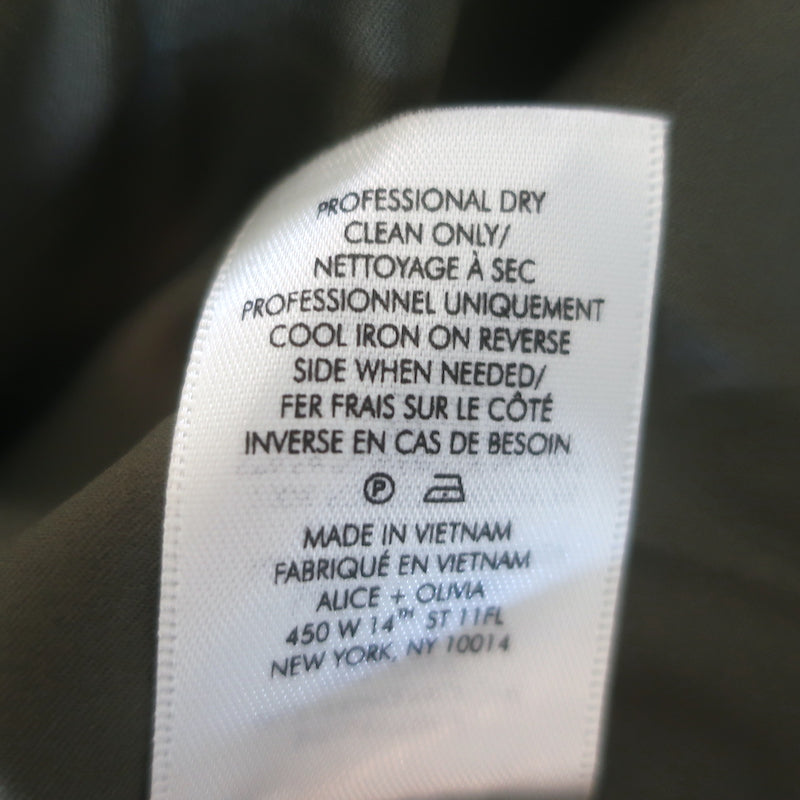 PROFESSIONAL DRY
CLEAN ONLY/
NETTOYAGE À SEC
PROFESSIONNEL UNIQUEMENT
COOL IRON ON REVERSE
SIDE WHEN NEEDED/
FER FRAIS SUR LE CÔTÉ
INVERSE EN CAS DE BESOIN
P
MADE IN VIETNAM
FABRIQUÉ EN VIETNAM
ALICE + OLIVIA
450 W 14TH ST 11FL
NEW YORK, NY 10014